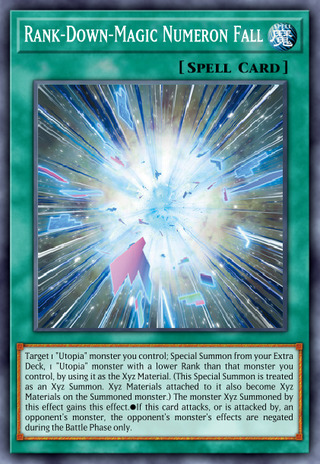 Rank-Down-Magic Numeron Fall 魔
[Spell Card]
Target 1 "Utopia" monster you control; Special Summon from your Extra
Deck, 1 "Utopia" monster with a lower Rank than that monster you
control, by using it as the Xyz Material. (This Special Summon is treated
as an Xyz Summon. Xyz Materials attached to it also become Xyz
Materials on the Summoned monster.) The monster Xyz Summoned by
this effect gains this effect.●If this card attacks, or is attacked by, an
opponent's monster, the opponent's monster's effects are negated
during the Battle Phase only.